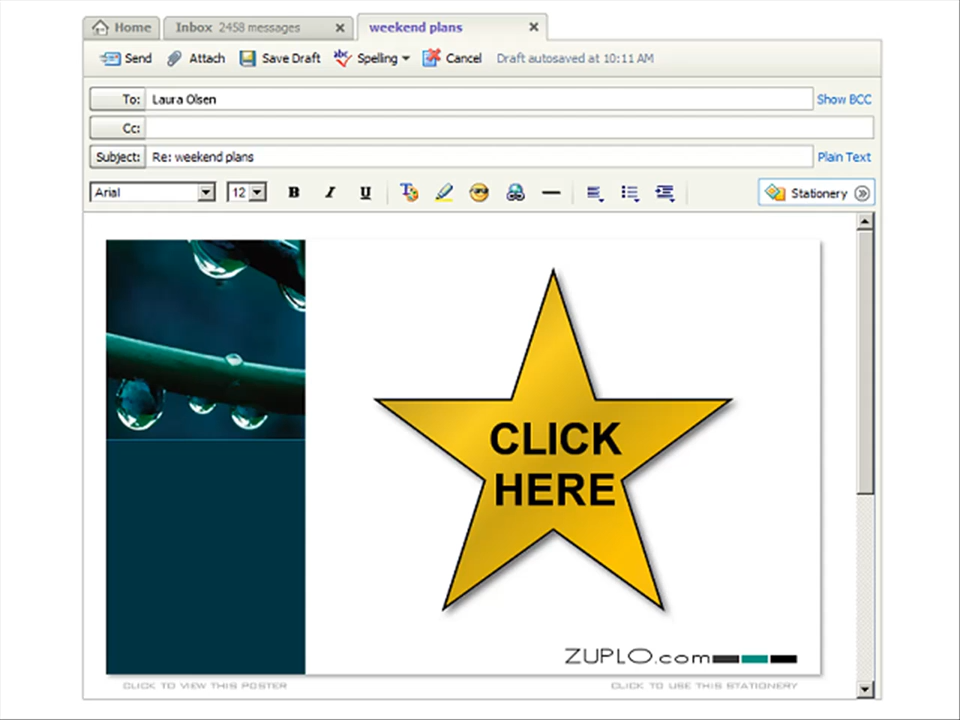 Home Inbox 2458 messages weekend plans
Send Attach Save Draft abc Spelling Cancel Draft autosaved at 10:11 AM
To: Laura Olsen Show BCC
Cc:
Subject: Re: weekend plans Plain Text
Arial 12 B I U T Stationery
CLICK
HERE
ZUPLO.com
CLICK TO VIEW THIS POSTER CLICK TO USE THIS STATIONERY